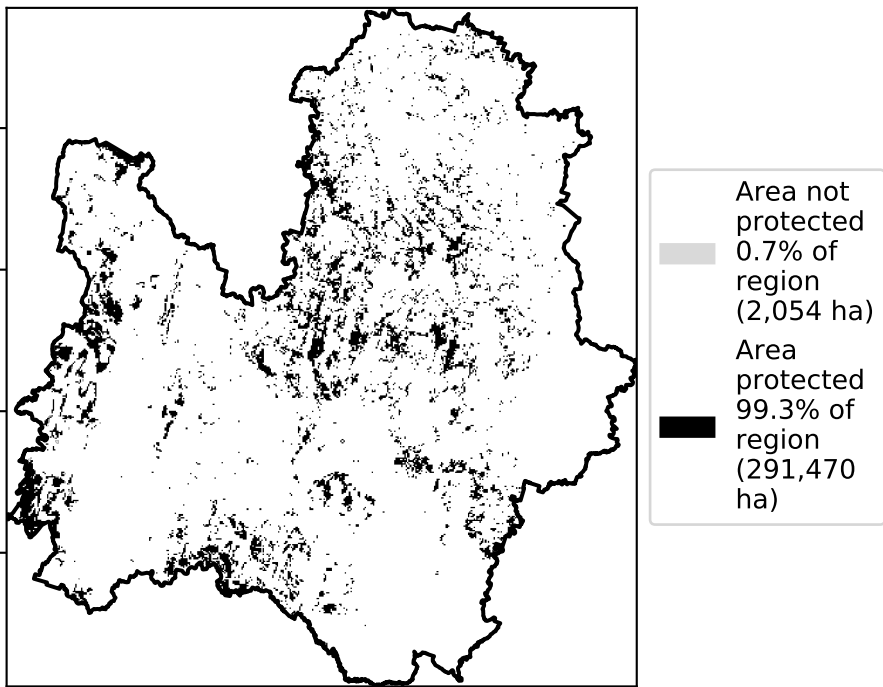 Area not
protected
0.7% of
region
(2,054 ha)
Area
protected
99.3% of
region
(291,470
ha)